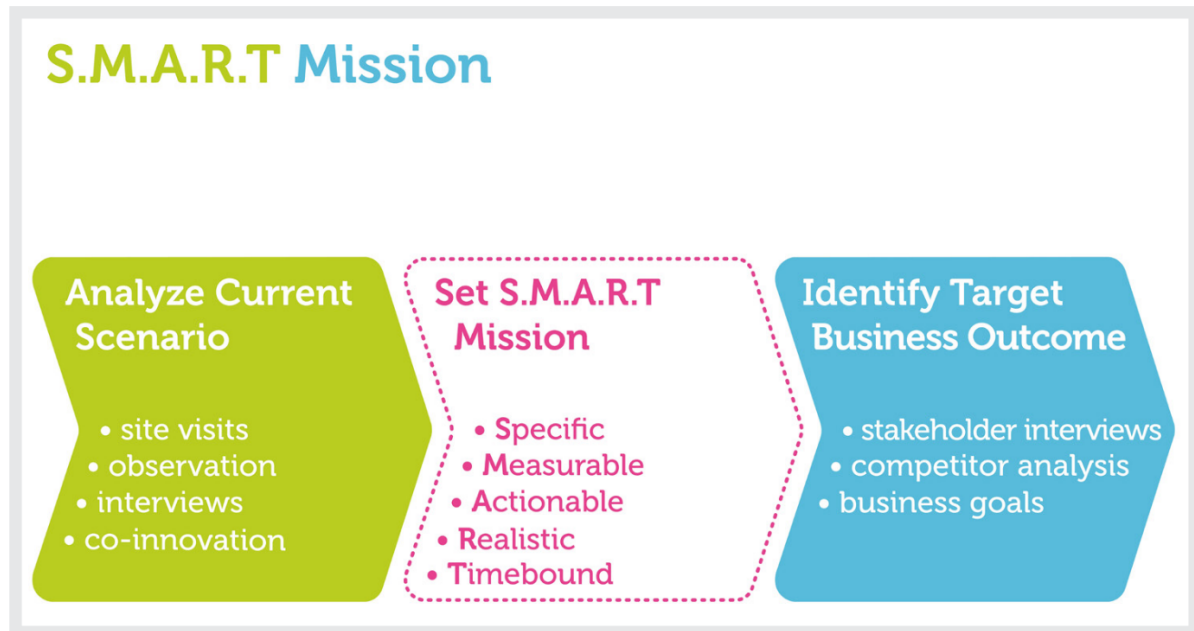 S.M.A.R.T Mission
Analyze Current
Scenario
• site visits
• observation
• interviews
• co-innovation
Set S.M.A.R.T
Mission
• Specific
• Measurable
• Actionable
• Realistic
• Timebound
Identify Target
Business Outcome
• stakeholder interviews
• competitor analysis
• business goals